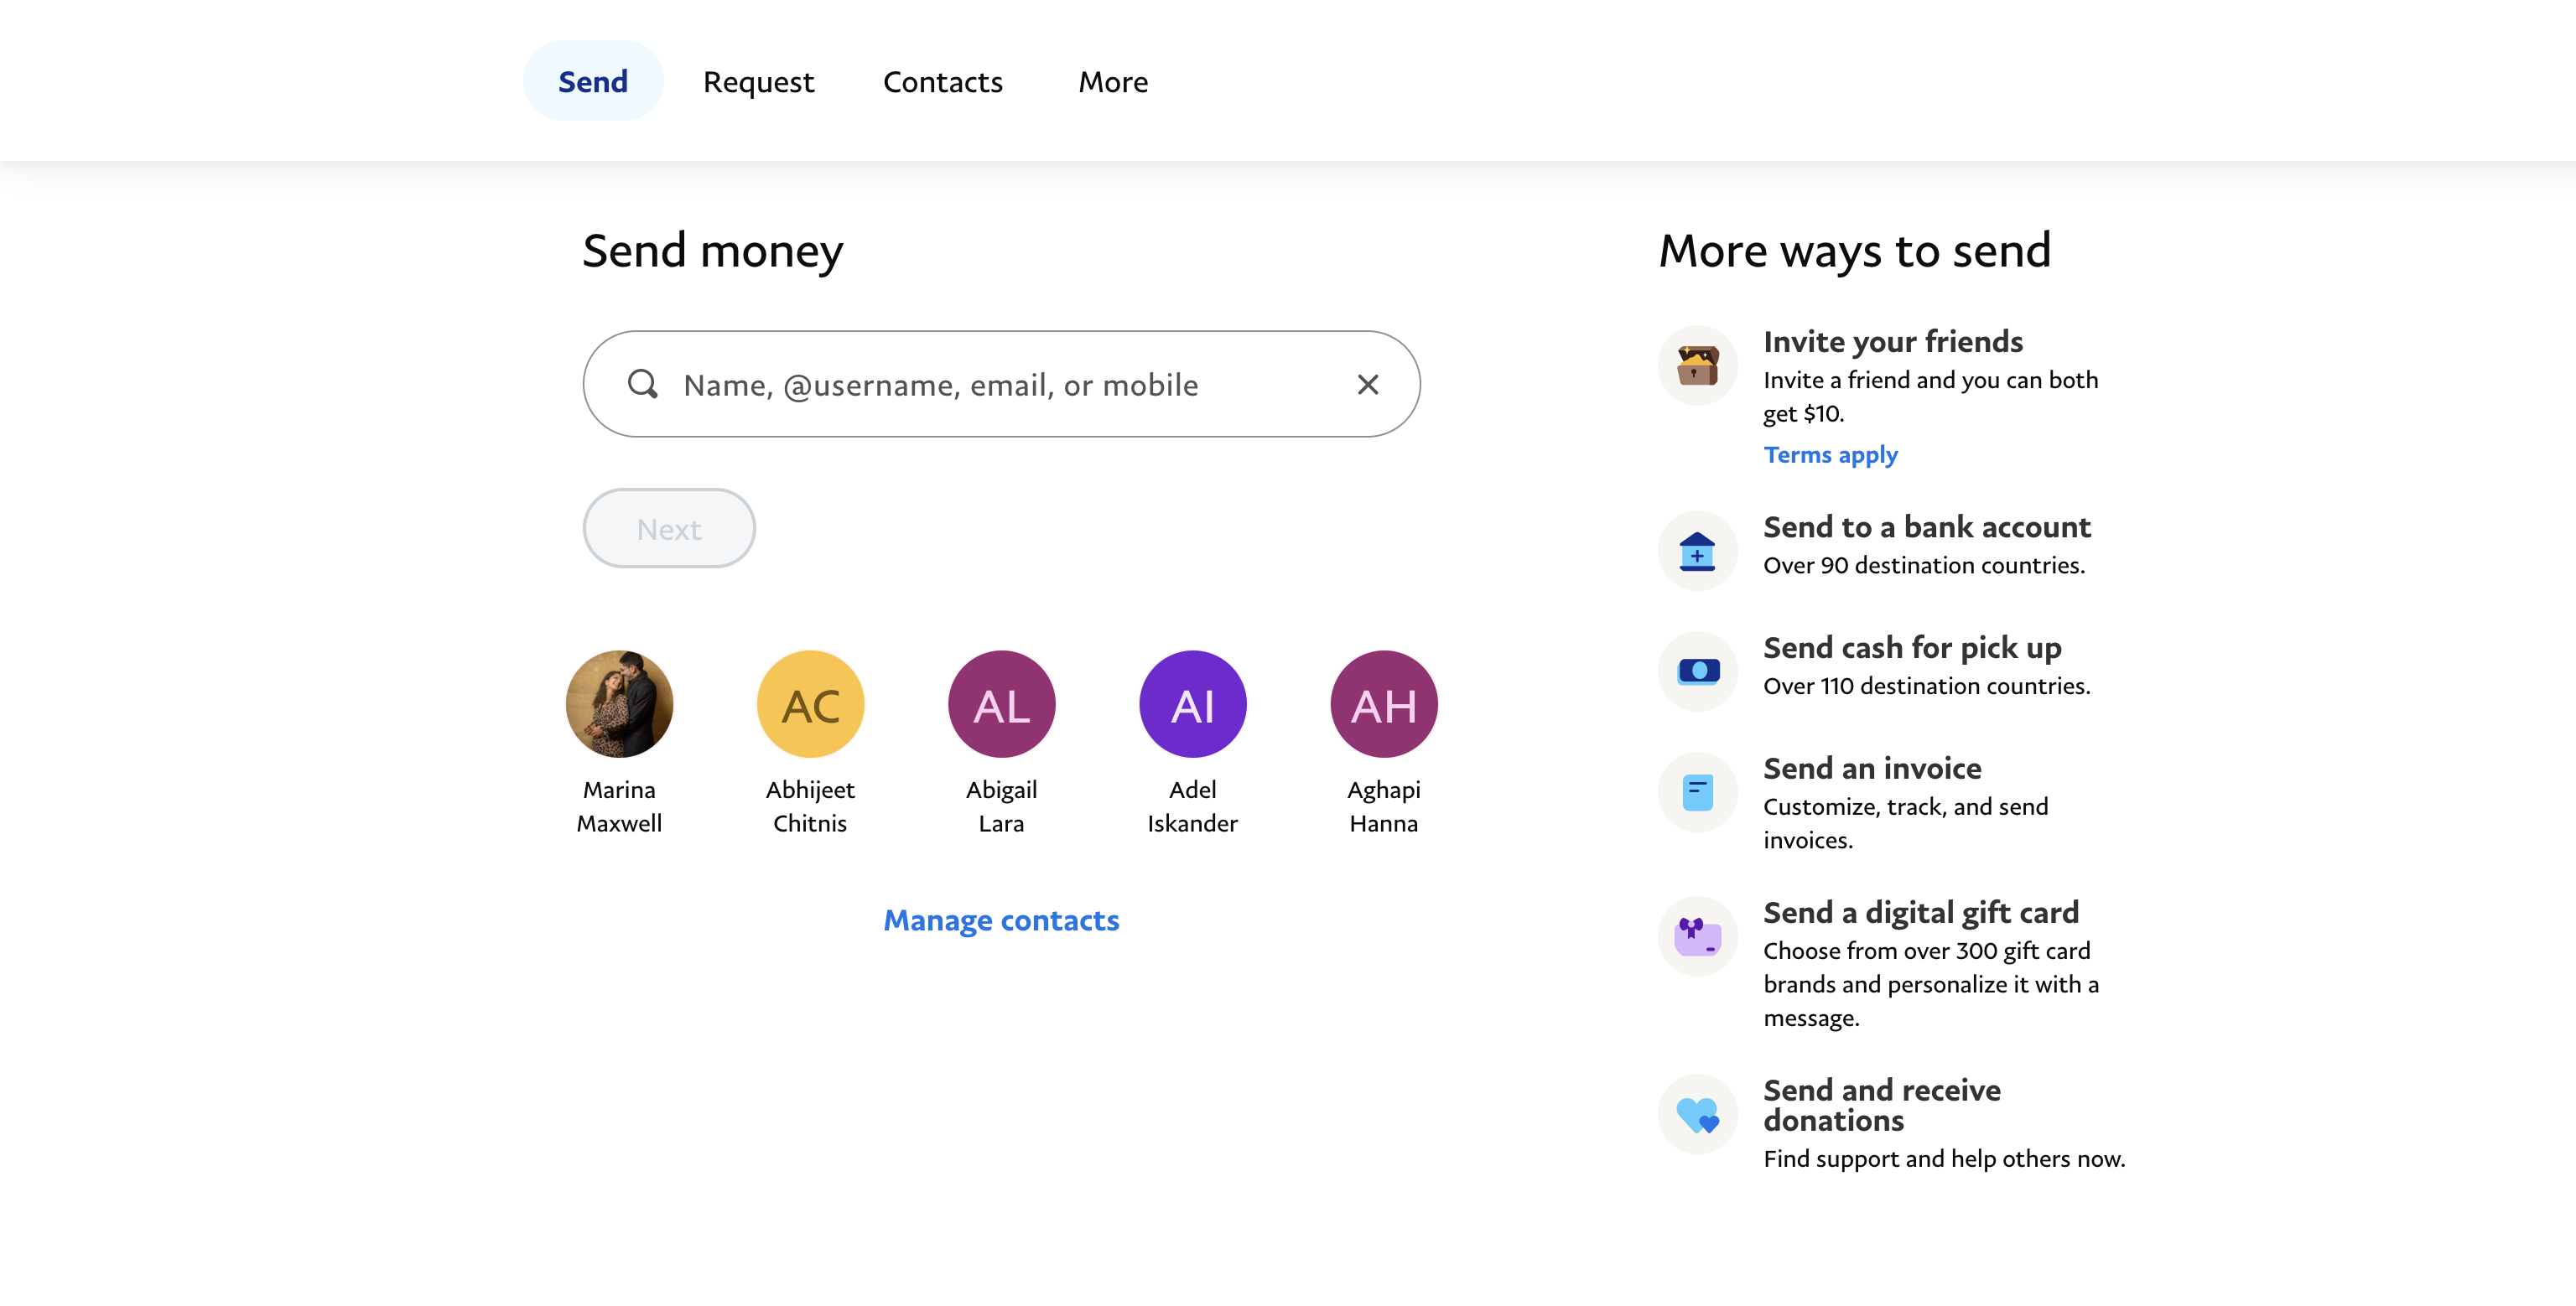 Send
Request
Contacts
More
Send money
Name, @username, email, or mobile
Next
AC
AL
AI
AH
Marina
Maxwell
Abhijeet
Chitnis
Abigail
Lara
Adel
Iskander
Aghapi
Hanna
Manage contacts
More ways to send
Invite your friends
Invite a friend and you can both
get $10.
Terms apply
Send to a bank account
Over 90 destination countries.
Send cash for pick up
Over 110 destination countries.
Send an invoice
Customize, track, and send
invoices.
Send a digital gift card
Choose from over 300 gift card
brands and personalize it with a
message.
Send and receive
donations
Find support and help others now.